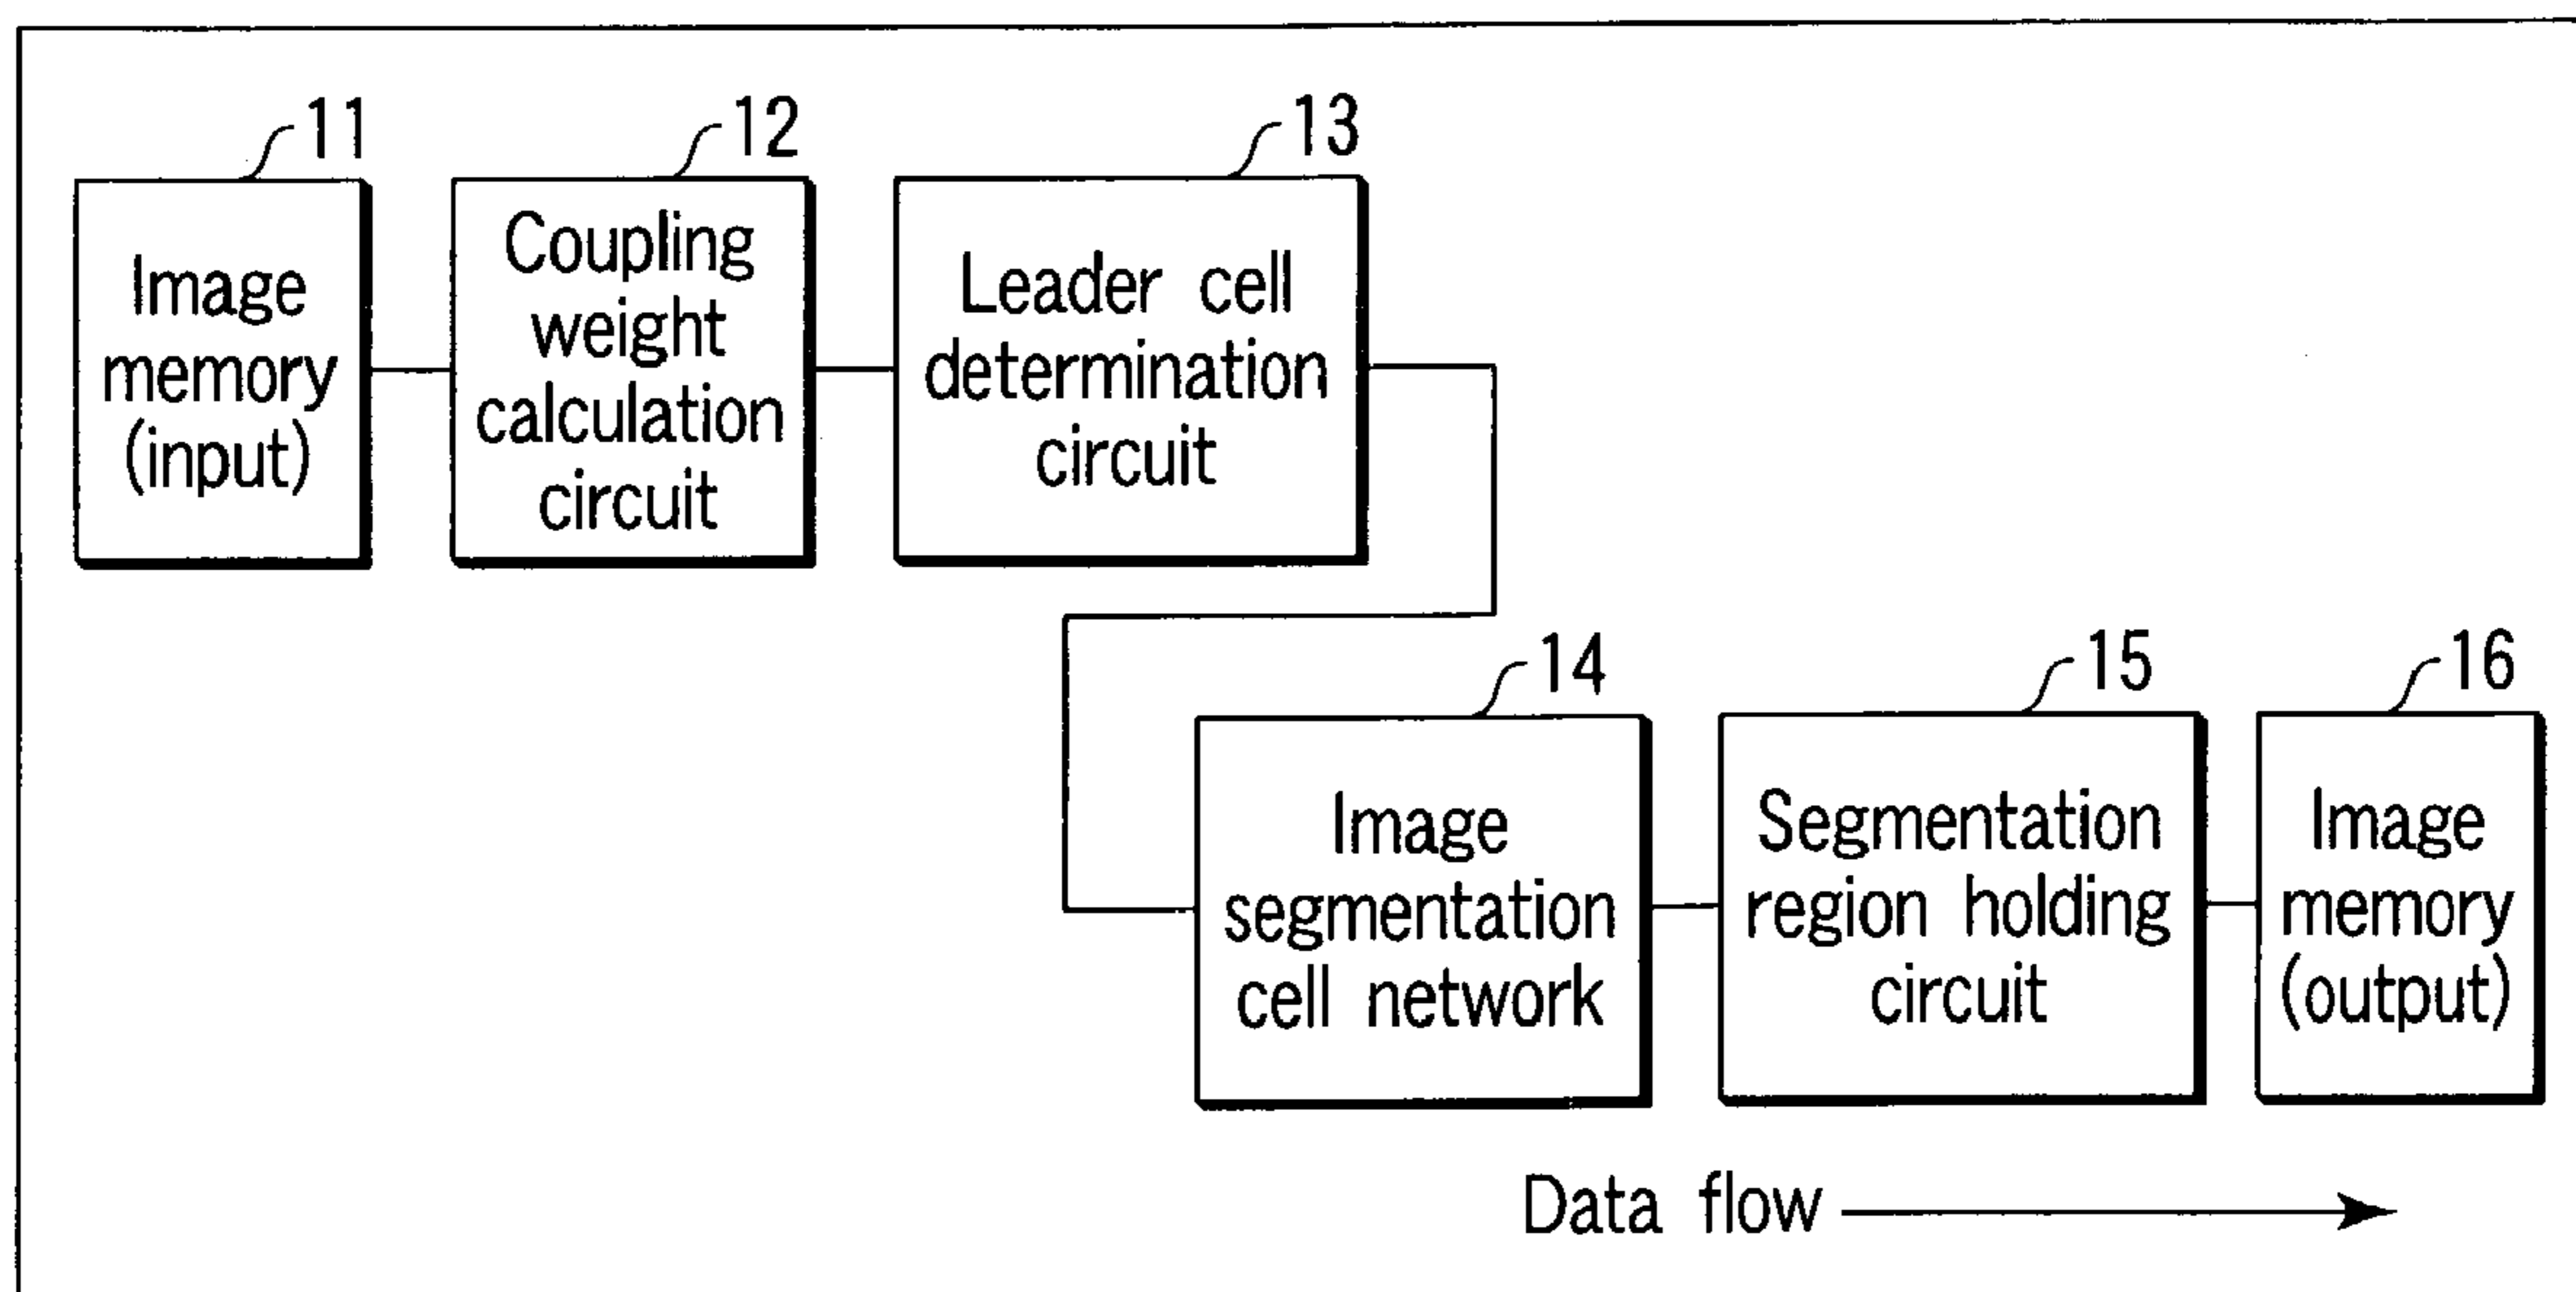 11
Image
memory
(input)
12
Coupling
weight
calculation
circuit
13
Leader cell
determination
circuit
14
Image
segmentation
cell network
15
Segmentation
region holding
circuit
16
Image
memory
(output)
Data flow